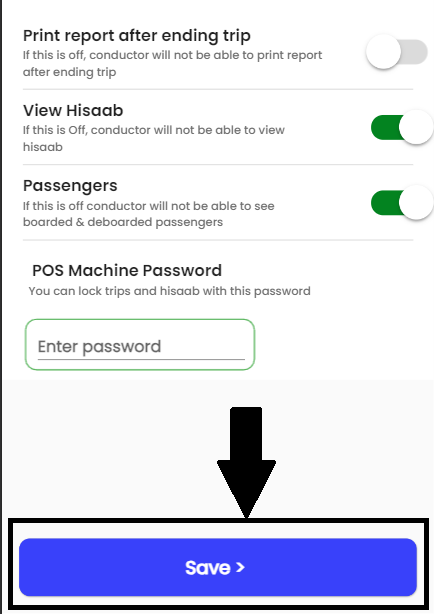 Print report after ending trip
If this is off, conductor will not be able to print report
after ending trip
View Hisaab
If this is Off, conductor will not be able to view
hisaab
Passengers
If this is off conductor will not be able to see
boarded & deboarded passengers
POS Machine Password
You can lock trips and hisaab with this password
Enter password
Save >